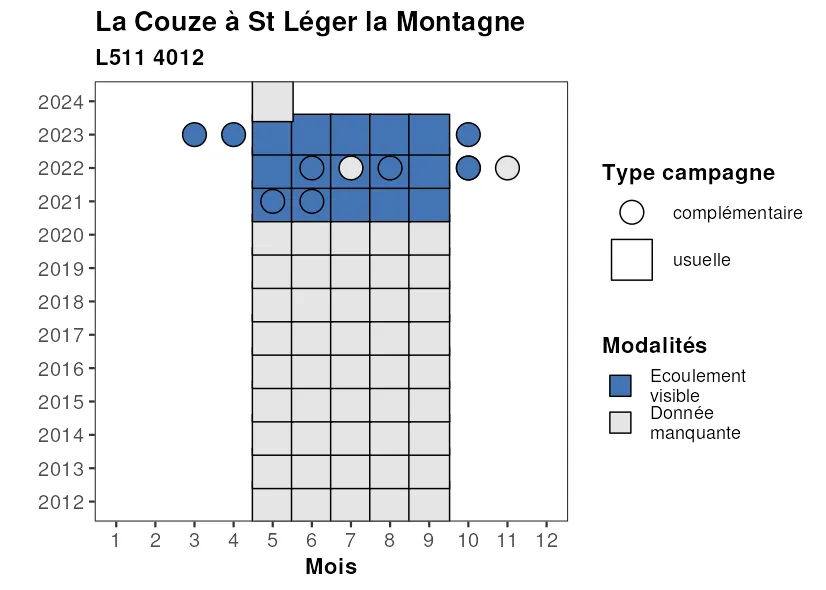 La Couze à St Léger la Montagne
L511 4012
2024
2023
2022
2021
2020
2019
2018
2017
2016
2015
2014
2013
2012
1 2 3 4 5 6 7 8 9 10 11 12
Mois
Type campagne
complémentaire
usuelle
Modalités
Ecoulement
visible
Donnée
manquante